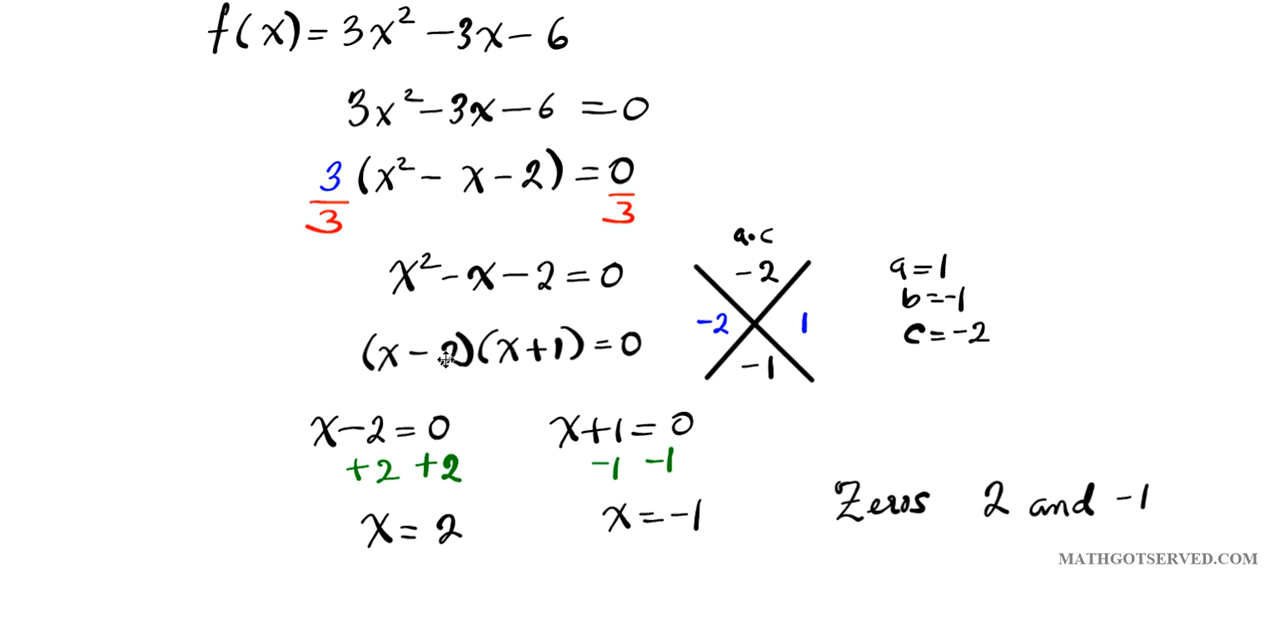 f(x) = 3x² - 3x - 6
3x² - 3x - 6 = 0
3/3 (x² - x - 2) = 0/3
a·c
x² - x - 2 = 0
-2
a = 1
b = -1
-2 1
c = -2
(x - 2)(x + 1) = 0
-1
x - 2 = 0 x + 1 = 0
+2 +2 -1 -1
x = 2 x = -1
Zeros 2 and -1
MATHGOTSERVED.COM